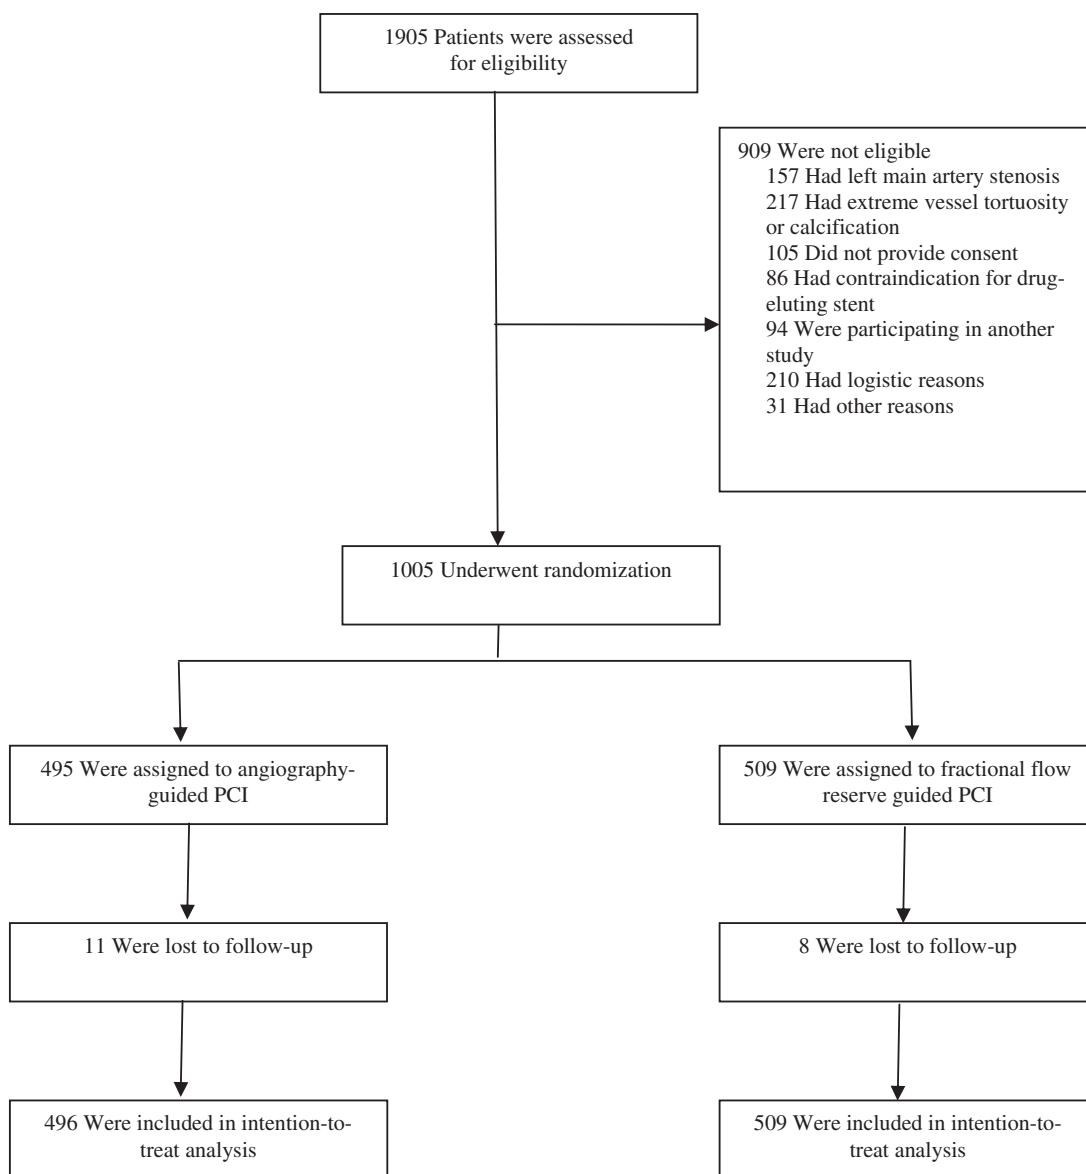 1905 Patients were assessed
for eligibility
909 Were not eligible
157 Had left main artery stenosis
217 Had extreme vessel tortuosity
or calcification
105 Did not provide consent
86 Had contraindication for drug-
eluting stent
94 Were participating in another
study
210 Had logistic reasons
31 Had other reasons
1005 Underwent randomization
495 Were assigned to angiography-
guided PCI
509 Were assigned to fractional flow
reserve guided PCI
11 Were lost to follow-up
8 Were lost to follow-up
496 Were included in intention-to-
treat analysis
509 Were included in intention-to-
treat analysis